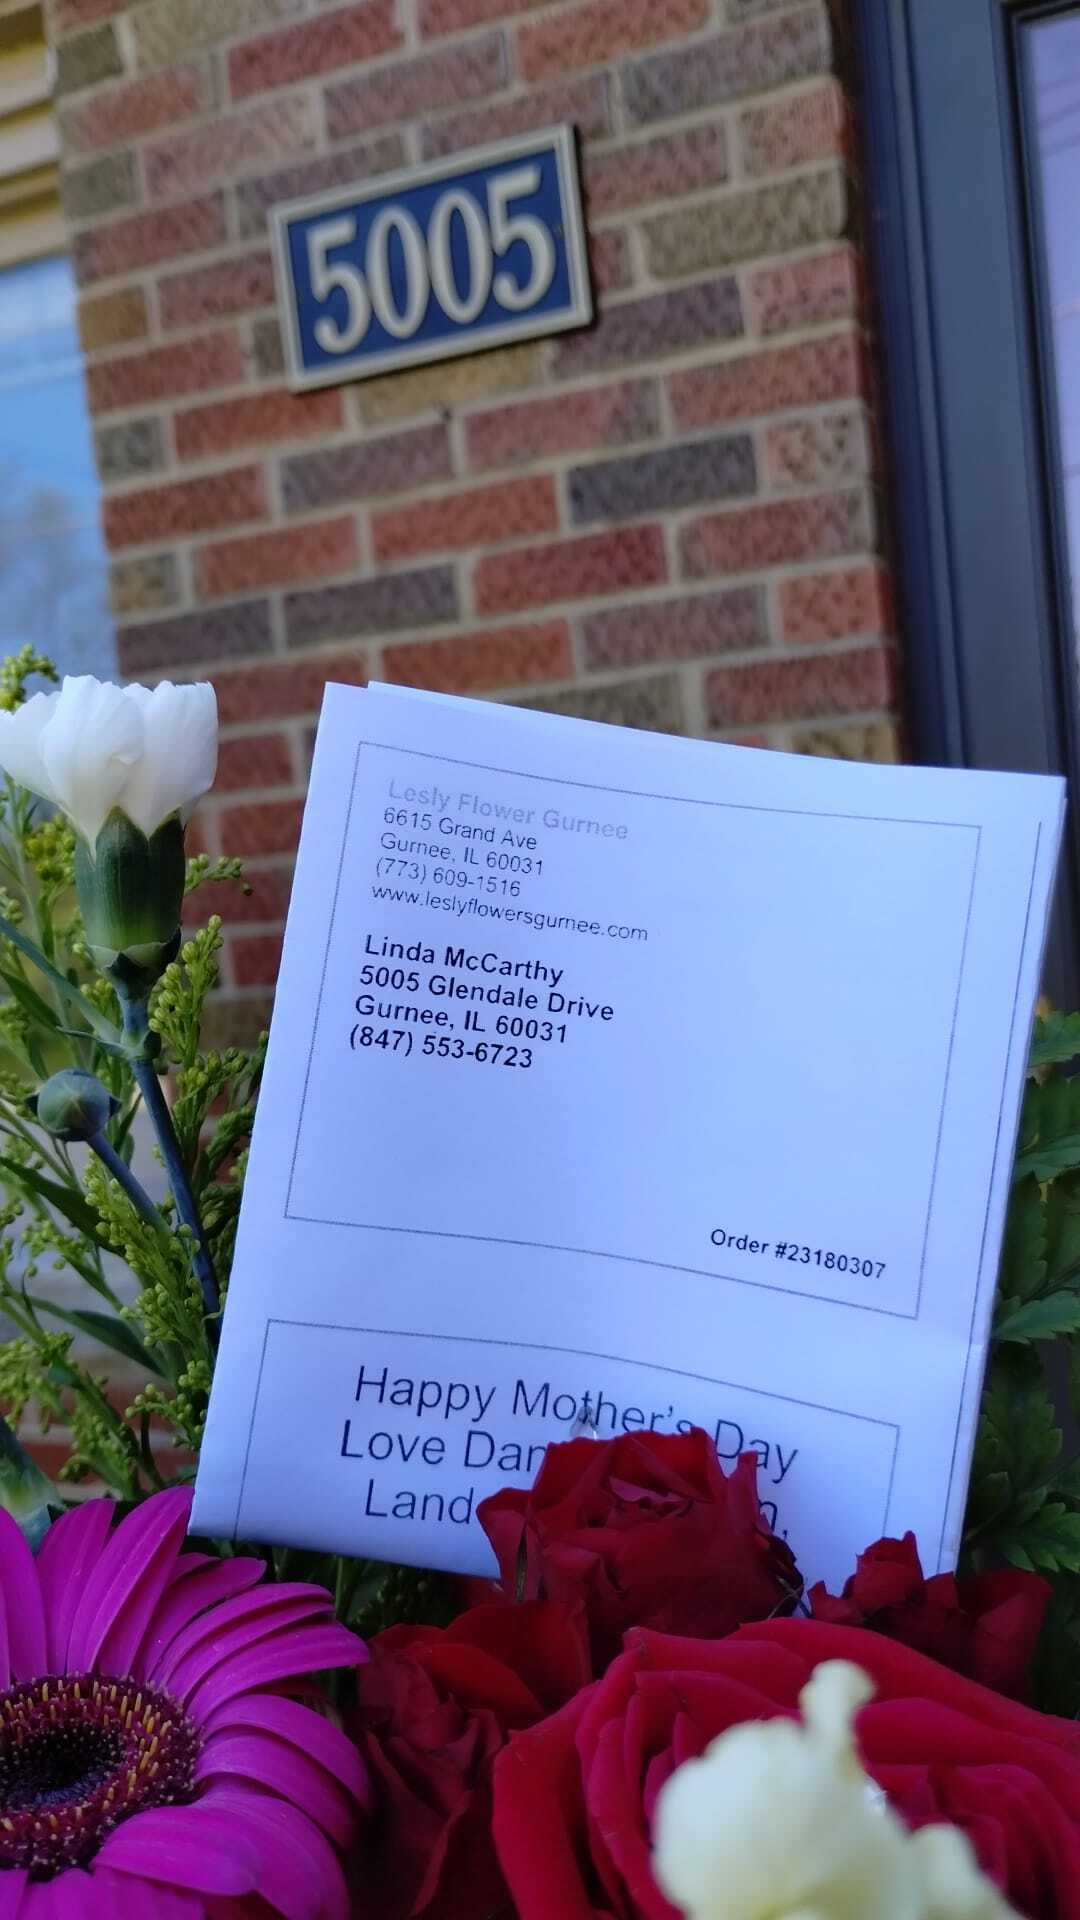 5005
Lesly Flower Gurnee
6615 Grand Ave
Gurnee, IL 60031
(773) 609-1516
www.leslyflowersgurnee.com
Linda McCarthy
5005 Glendale Drive
Gurnee, IL 60031
(847) 553-6723
Order #23180307
Happy Mother's Day
Love